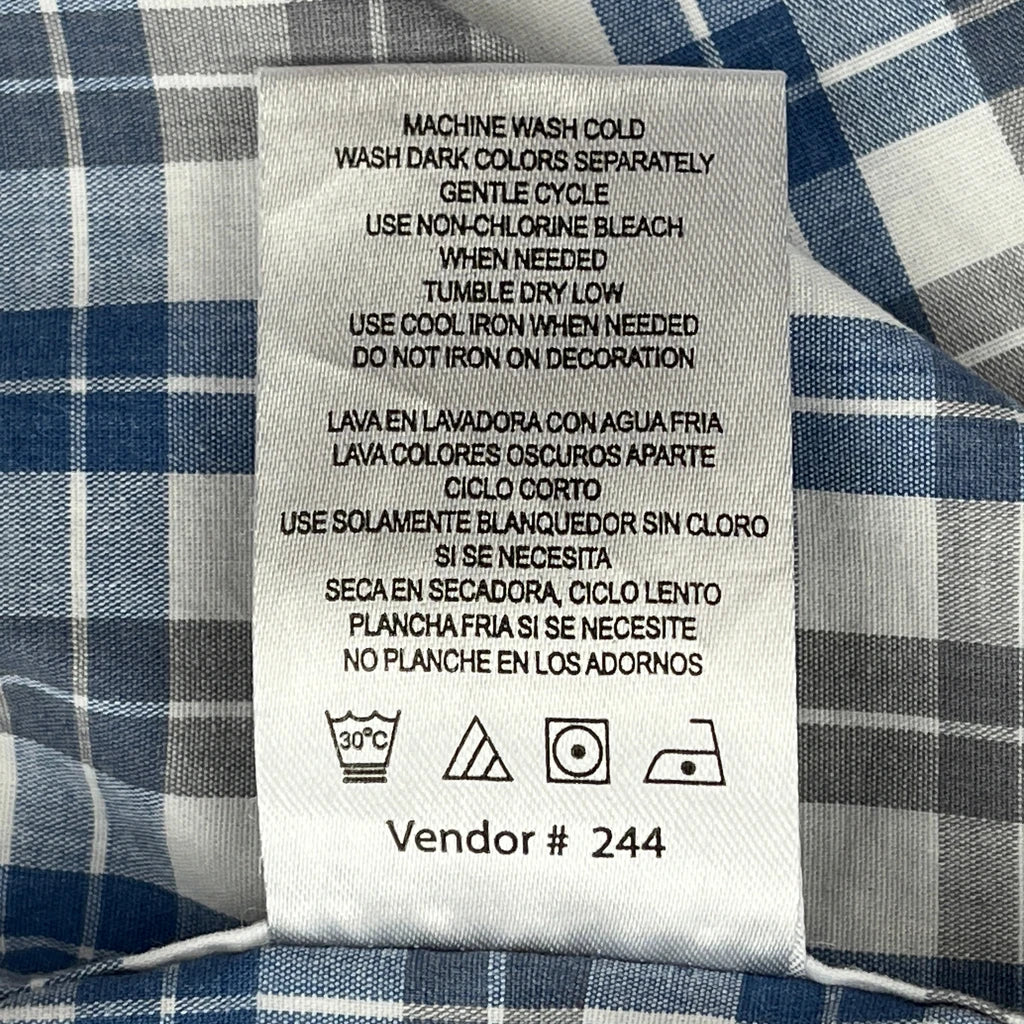 MACHINE WASH COLD
WASH DARK COLORS SEPARATELY
GENTLE CYCLE
USE NON-CHLORINE BLEACH
WHEN NEEDED
TUMBLE DRY LOW
USE COOL IRON WHEN NEEDED
DO NOT IRON ON DECORATION
LAVA EN LAVADORA CON AGUA FRIA
LAVA COLORES OSCUROS APARTE
CICLO CORTO
USE SOLAMENTE BLANQUEDOR SIN CLORO
SI SE NECESITA
SECA EN SECADORA, CICLO LENTO
PLANCHA FRIA SI SE NECESITE
NO PLANCHE EN LOS ADORNOS
30°C
Vendor # 244